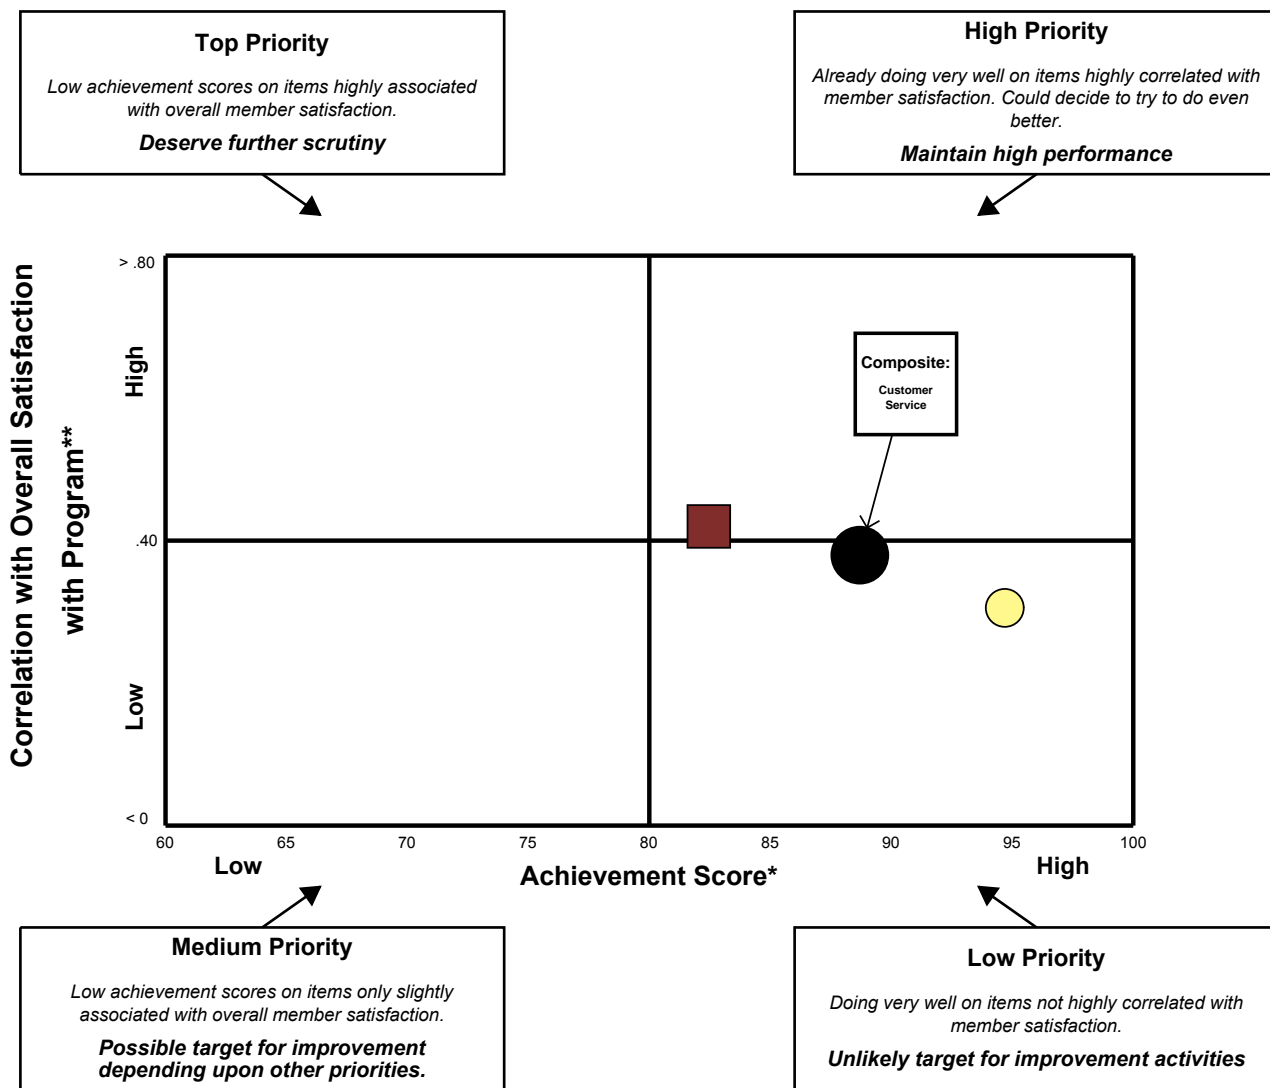 Top Priority
Low achievement scores on items highly associated
with overall member satisfaction.
Deserve further scrutiny
High Priority
Already doing very well on items highly correlated with
member satisfaction. Could decide to try to do even
better.
Maintain high performance
Correlation with Overall Satisfaction
with Program**
> .80
High
.40
Low
< 0
Composite:
Customer
Service
60
65
70
75
80
85
90
95
100
Low
Achievement Score*
High
Medium Priority
Low achievement scores on items only slightly
associated with overall member satisfaction.
Possible target for improvement
depending upon other priorities.
Low Priority
Doing very well on items not highly correlated with
member satisfaction.
Unlikely target for improvement activities